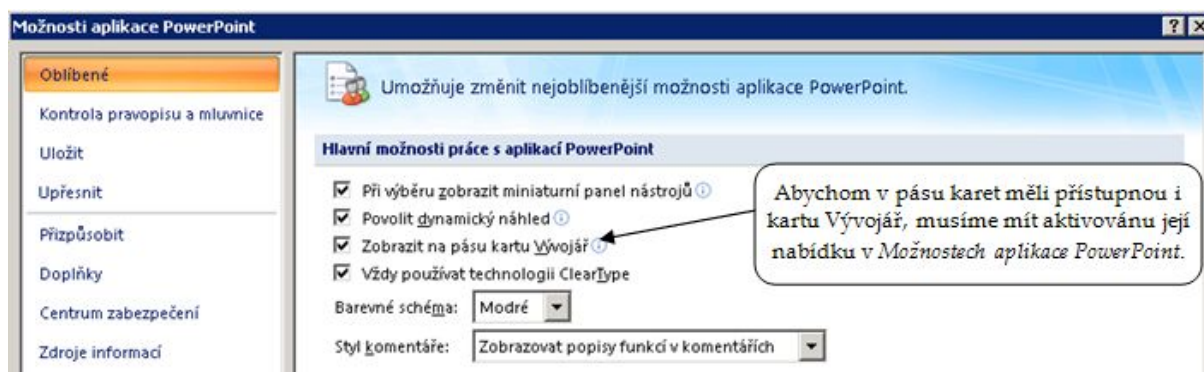 Možnosti aplikace PowerPoint
Oblíbené
Kontrola pravopisu a mluvnice
Uložit
Upřesnit
Přizpůsobit
Doplňky
Centrum zabezpečení
Zdroje informací
Umožňuje změnit nejoblíbenější možnosti aplikace PowerPoint.
Hlavní možnosti práce s aplikací PowerPoint
Při výběru zobrazit miniaturní panel nástrojů
Povolit dynamický náhled
Zobrazit na pásu kartu Vývojář
Vždy používat technologii ClearType
Barevné schéma: Modré
Styl komentáře: Zobrazovat popisy funkcí v komentářích
Abychom v pásu karet měli přístupnou i
kartu Vývojář, musíme mít aktivovánu její
nabídku v Možnostech aplikace PowerPoint.